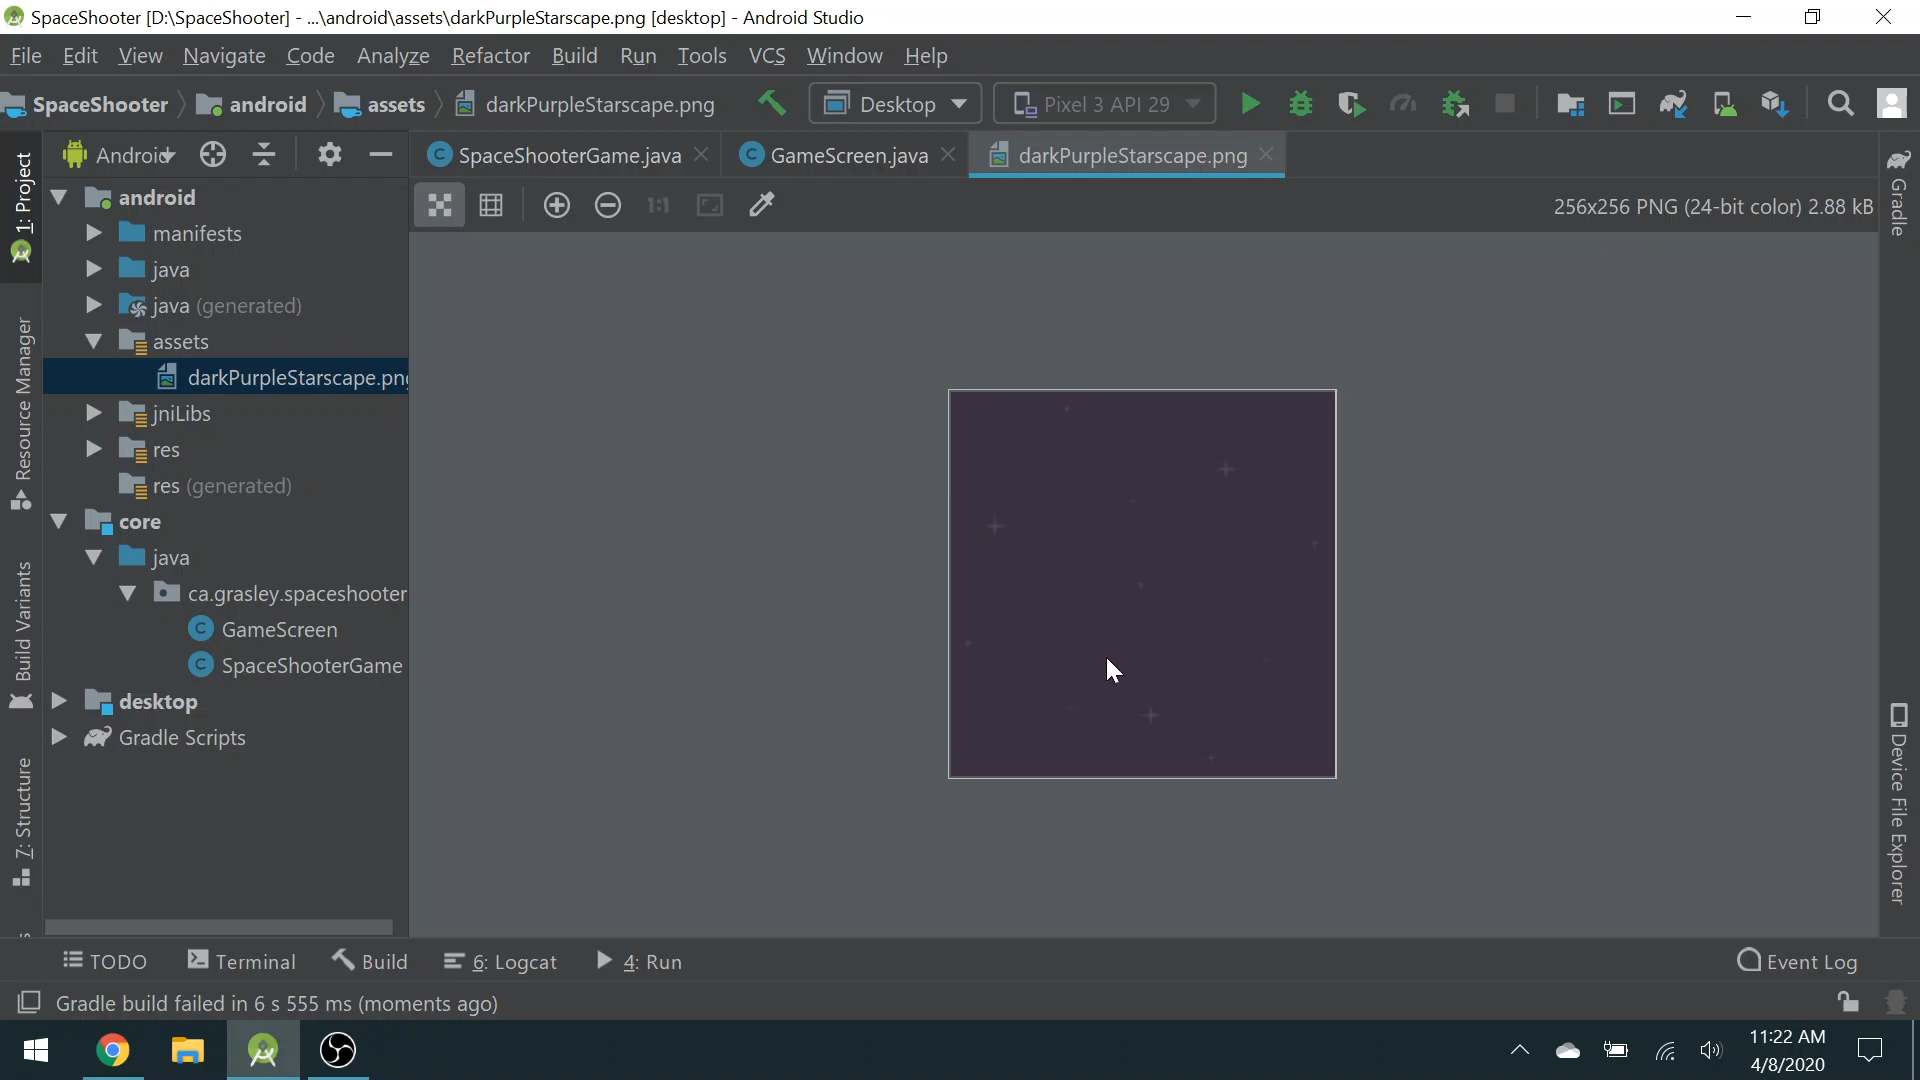 SpaceShooter [D:\SpaceShooter] - ...\android\assets\darkPurpleStarscape.png [desktop] - Android Studio
File Edit View Navigate Code Analyze Refactor Build Run Tools VCS Window Help
SpaceShooter android assets darkPurpleStarscape.png Desktop Pixel 3 API 29
Android SpaceShooterGame.java GameScreen.java darkPurpleStarscape.png
1:1 256x256 PNG (24-bit color) 2.88 kB
android
manifests
java
java (generated)
assets
darkPurpleStarscape.png
jniLibs
res
res (generated)
core
java
ca.grasley.spaceshooter
C GameScreen
C SpaceShooterGame
desktop
Gradle Scripts
1: Project
Resource Manager
Build Variants
7: Structure
Gradle
Device File Explorer
TODO Terminal Build 6: Logcat 4: Run Event Log
Gradle build failed in 6 s 555 ms (moments ago)
11:22 AM
4/8/2020